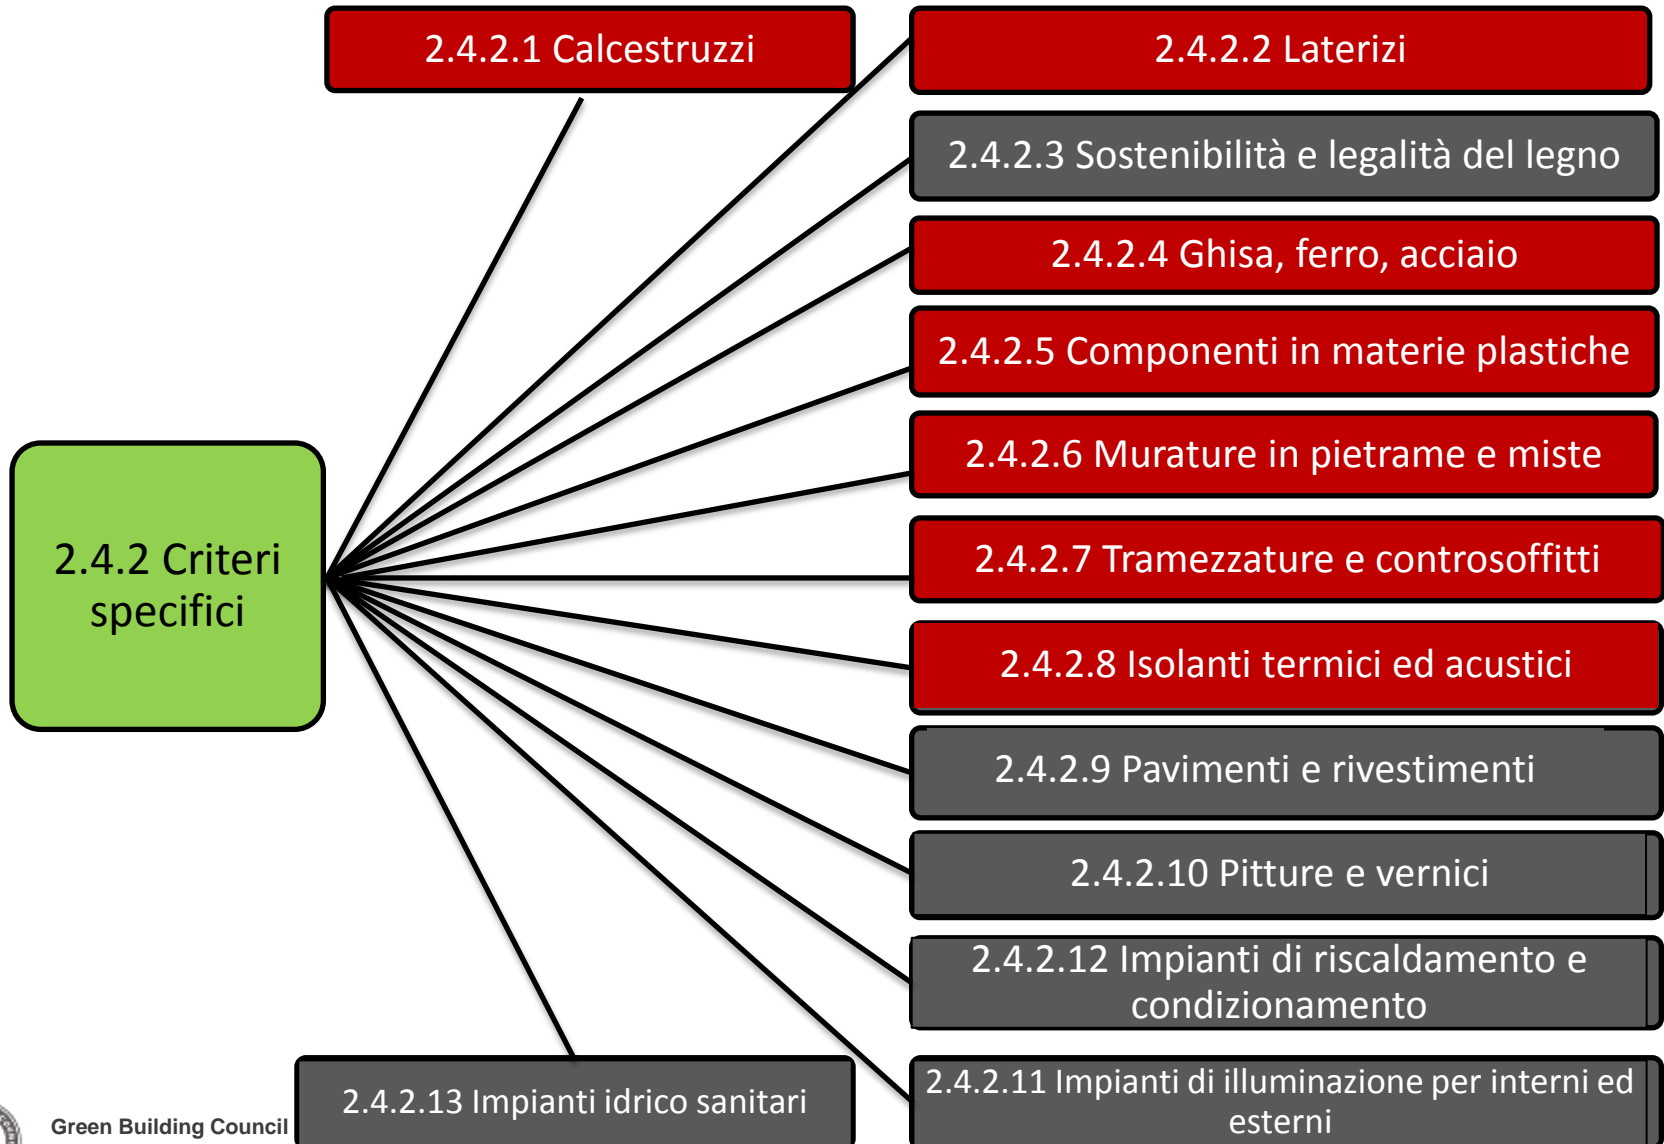 2.4.2.1 Calcestruzzi
2.4.2.2 Laterizi
2.4.2.3 Sostenibilità e legalità del legno
2.4.2.4 Ghisa, ferro, acciaio
2.4.2.5 Componenti in materie plastiche
2.4.2.6 Murature in pietrame e miste
2.4.2 Criteri
specifici
2.4.2.7 Tramezzature e controsoffitti
2.4.2.8 Isolanti termici ed acustici
2.4.2.9 Pavimenti e rivestimenti
2.4.2.10 Pitture e vernici
2.4.2.12 Impianti di riscaldamento e
condizionamento
2.4.2.13 Impianti idrico sanitari
2.4.2.11 Impianti di illuminazione per interni ed
esterni
Green Building Council